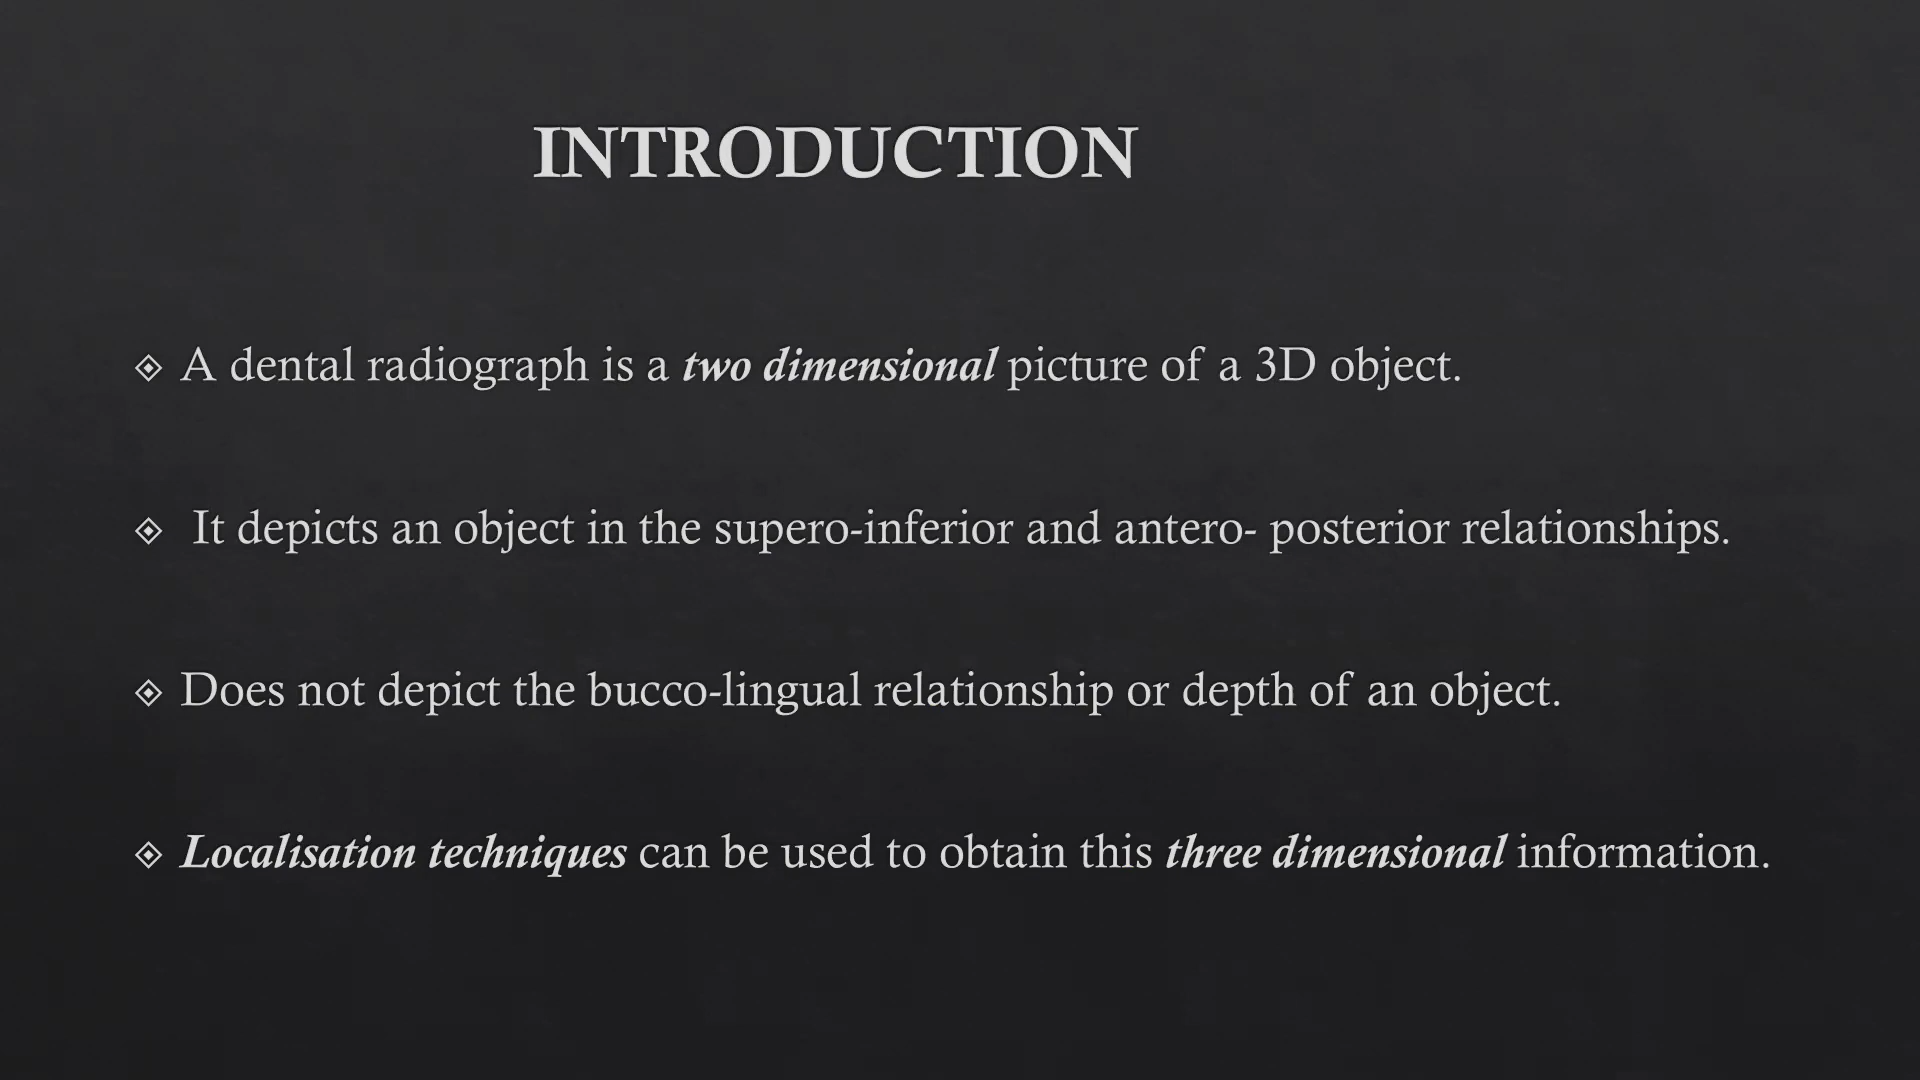 INTRODUCTION
A dental radiograph is a two dimensional picture of a 3D object.
It depicts an object in the supero-inferior and antero- posterior relationships.
Does not depict the bucco-lingual relationship or depth of an object.
Localisation techniques can be used to obtain this three dimensional information.